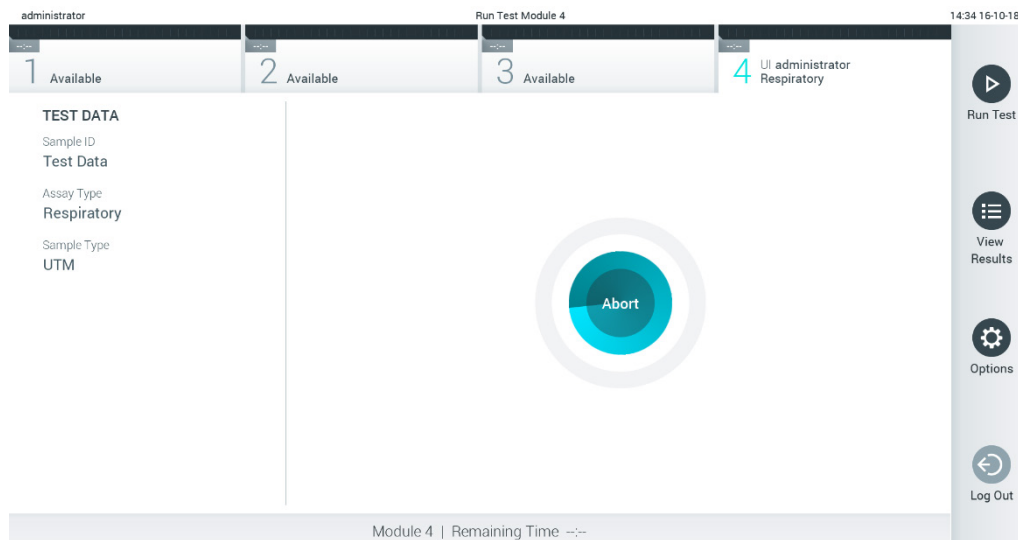 administrator
Run Test Module 4
14:34 16-10-18
--:--
--:--
--:--
--:--
1 Available
2 Available
3 Available
4 UI administrator
Respiratory
TEST DATA
Sample ID
Test Data
Assay Type
Respiratory
Sample Type
UTM
Abort
Run Test
View
Results
Options
Log Out
Module 4 | Remaining Time --:--